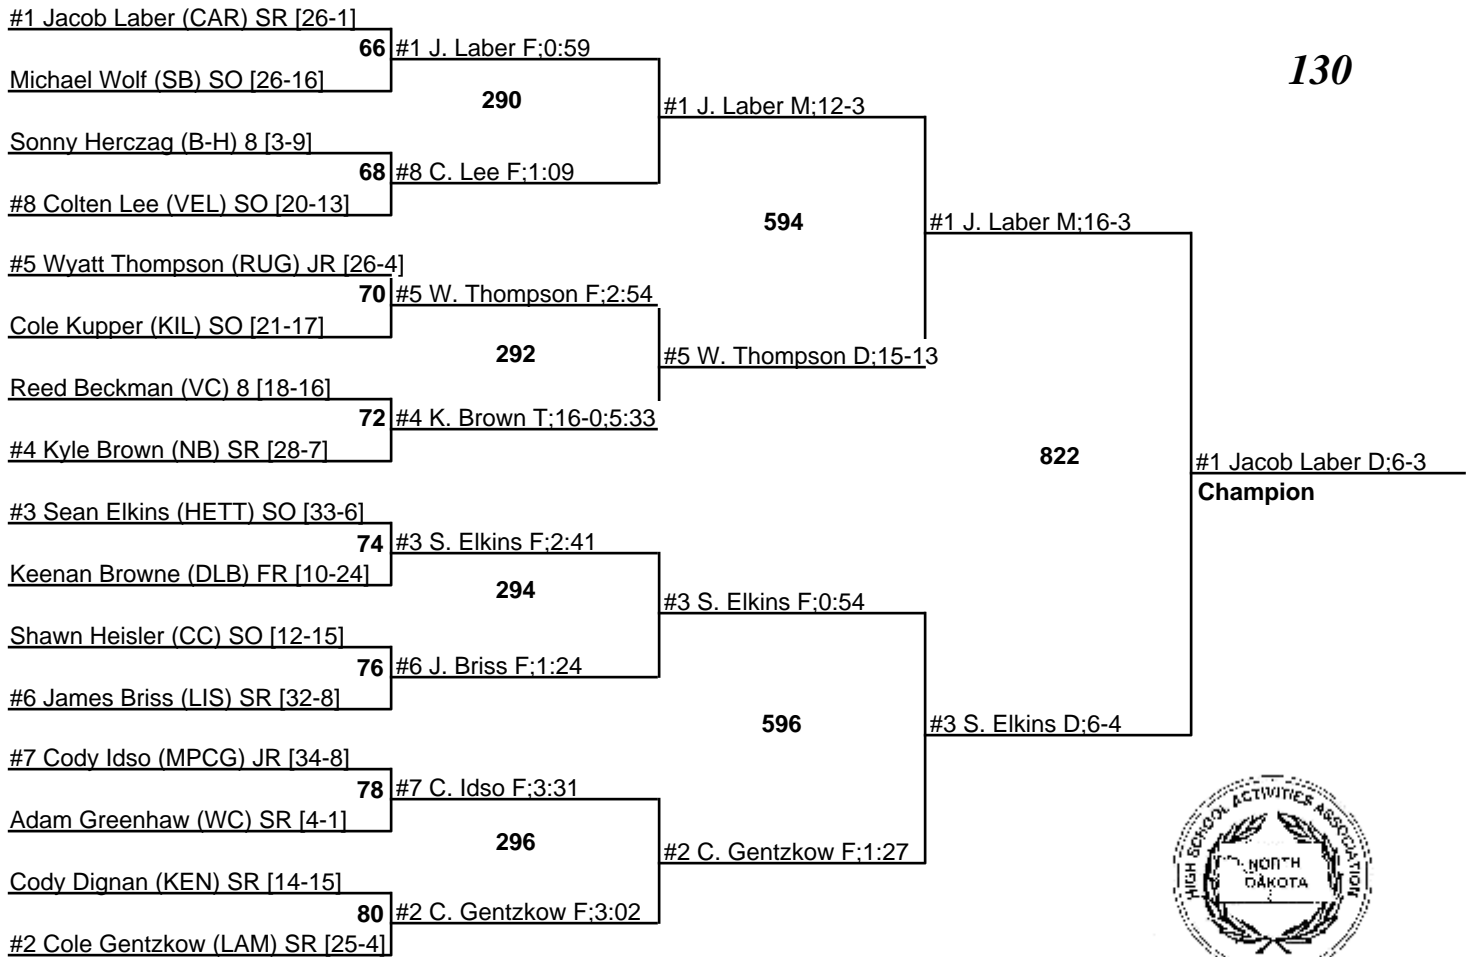 #1 Jacob Laber (CAR) SR [26-1]
66
#1 J. Laber F;0:59
Michael Wolf (SB) SO [26-16]
130
290
#1 J. Laber M;12-3
Sonny Herczag (B-H) 8 [3-9]
68
#8 C. Lee F;1:09
#8 Colten Lee (VEL) SO [20-13]
594
#1 J. Laber M;16-3
#5 Wyatt Thompson (RUG) JR [26-4]
70
#5 W. Thompson F;2:54
Cole Kupper (KIL) SO [21-17]
292
#5 W. Thompson D;15-13
Reed Beckman (VC) 8 [18-16]
72
#4 K. Brown T;16-0;5:33
#4 Kyle Brown (NB) SR [28-7]
822
#1 Jacob Laber D;6-3
Champion
#3 Sean Elkins (HETT) SO [33-6]
74
#3 S. Elkins F;2:41
Keenan Browne (DLB) FR [10-24]
294
#3 S. Elkins F;0:54
Shawn Heisler (CC) SO [12-15]
76
#6 J. Briss F;1:24
#6 James Briss (LIS) SR [32-8]
596
#3 S. Elkins D;6-4
#7 Cody Idso (MPCG) JR [34-8]
78
#7 C. Idso F;3:31
Adam Greenhaw (WC) SR [4-1]
296
#2 C. Gentzkow F;1:27
Cody Dignan (KEN) SR [14-15]
80
#2 C. Gentzkow F;3:02
#2 Cole Gentzkow (LAM) SR [25-4]
HIGH SCHOOL ACTIVITIES ASSOCIATION
NORTH
DAKOTA